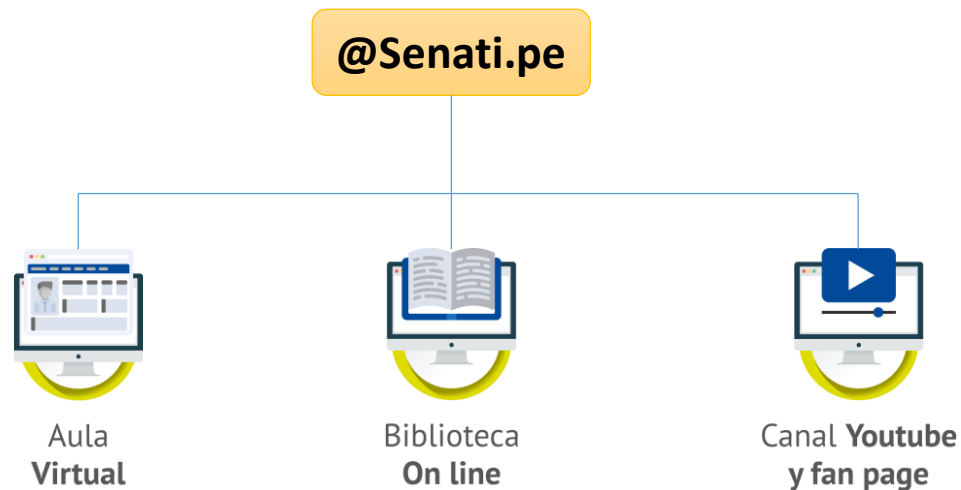 @Senati.pe
Aula
Virtual
Biblioteca
On line
Canal Youtube
y fan page